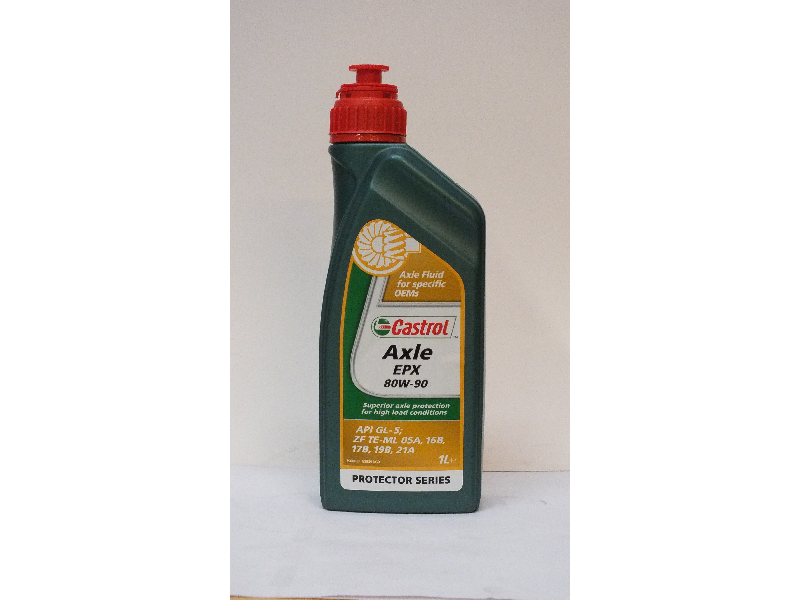 Axle Fluid
for specific
OEMs
Castrol
Axle
EPX
80W-90
Superior axle protection
for high load conditions
API GL-5;
ZF TE-ML 05A, 16B,
17B, 19B, 21A
1L
PROTECTOR SERIES